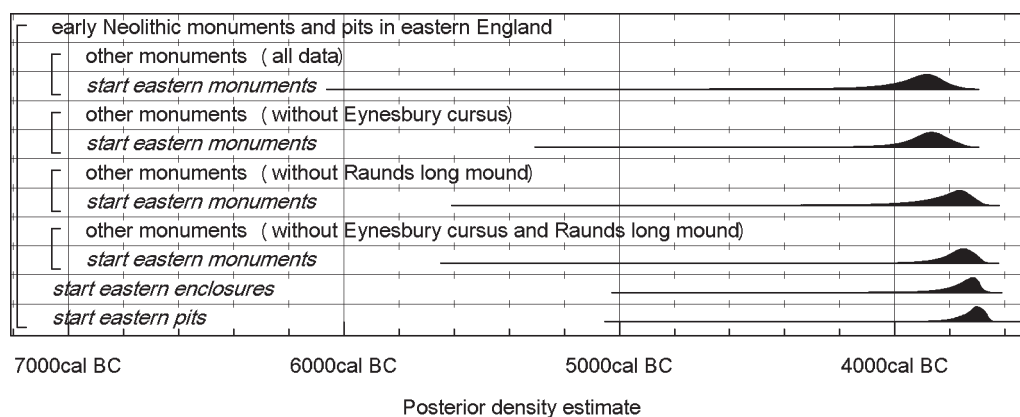 early Neolithic monuments and pits in eastern England
other monuments (all data)
start eastern monuments
other monuments (without Eynesbury cursus)
start eastern monuments
other monuments (without Raunds long mound)
start eastern monuments
other monuments (without Eynesbury cursus and Raunds long mound)
start eastern monuments
start eastern enclosures
start eastern pits
7000cal BC 6000cal BC 5000cal BC 4000cal BC
Posterior density estimate